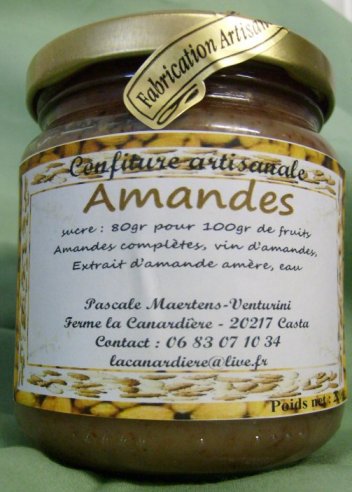 Fabrication Artisanale
Confiture artisanale
Amandes
sucre : 80gr pour 100gr de fruits
Amandes complètes, vin d'amandes,
Extrait d'amande amère, eau
Pascale Maertens-Venturini
Ferme la Canardière - 20217 Casta
Contact : 06 83 07 10 34
lacanardiere@live.fr
Poids net :